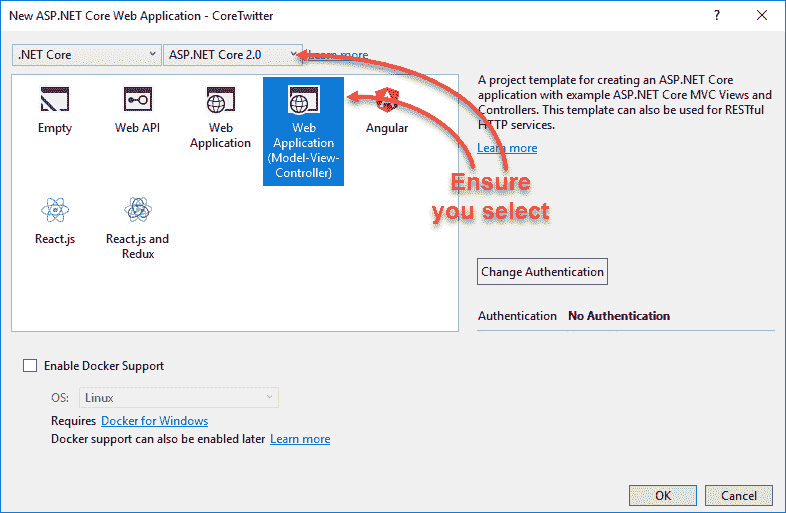 New ASP.NET Core Web Application - CoreTwitter
.NET Core
ASP.NET Core 2.0
Learn more
Empty
Web API
Web
Application
Web
Application
(Model-View-
Controller)
Angular
React.js
React.js and
Redux
A project template for creating an ASP.NET Core
application with example ASP.NET Core MVC Views and
Controllers. This template can also be used for RESTful
HTTP services.
Learn more
Ensure
you select
Change Authentication
Authentication No Authentication
Enable Docker Support
OS: Linux
Requires Docker for Windows
Docker support can also be enabled later Learn more
OK
Cancel